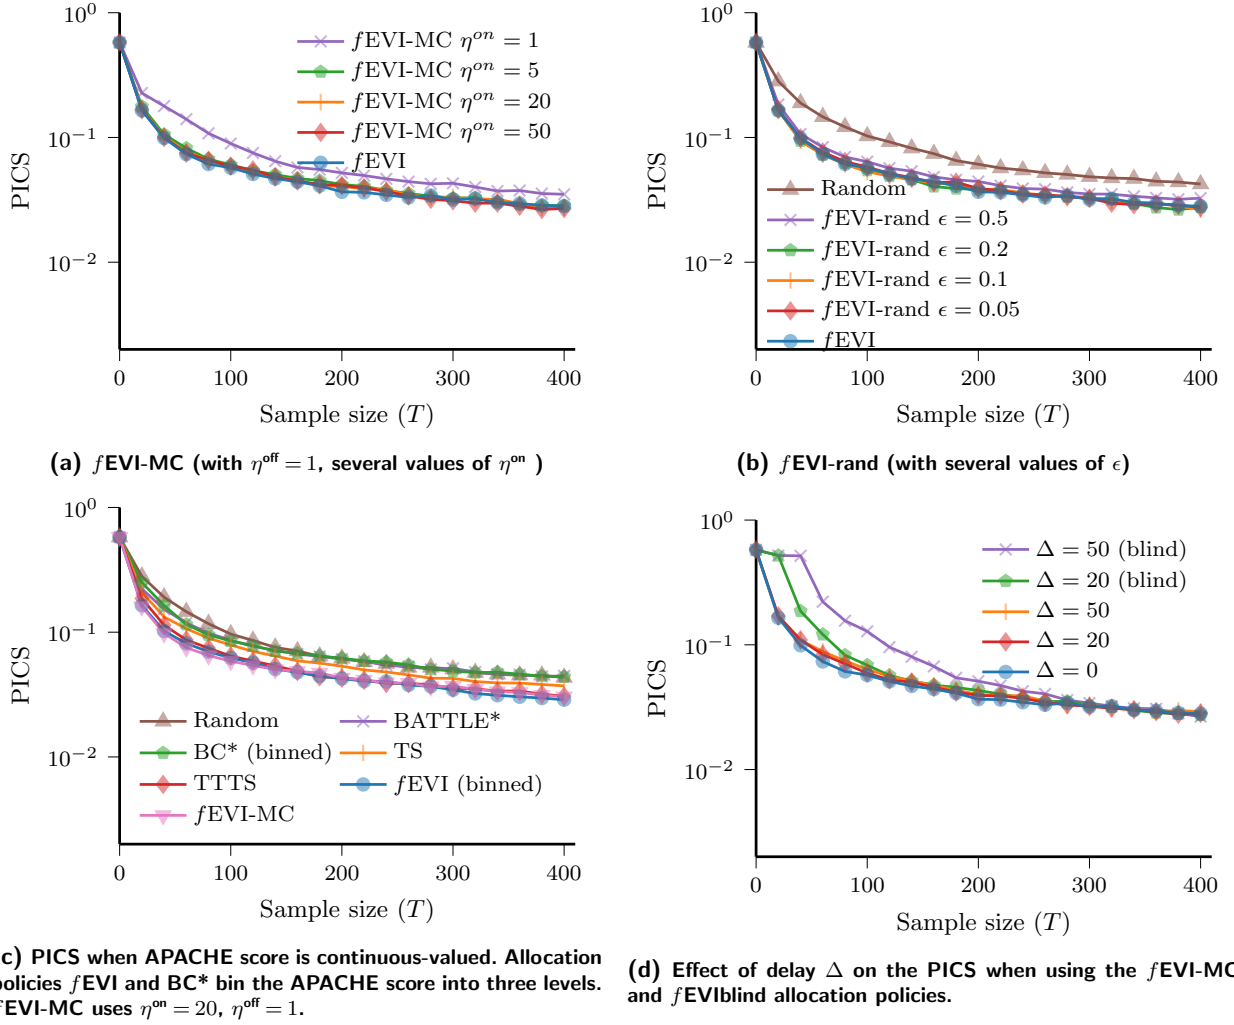 10^0
10^-1
10^-2
PICS
fEVI-MC η^on = 1
fEVI-MC η^on = 5
fEVI-MC η^on = 20
fEVI-MC η^on = 50
fEVI
0 100 200 300 400
Sample size (T)
(a) fEVI-MC (with η^off = 1, several values of η^on )
10^0
10^-1
10^-2
PICS
Random
fEVI-rand ϵ = 0.5
fEVI-rand ϵ = 0.2
fEVI-rand ϵ = 0.1
fEVI-rand ϵ = 0.05
fEVI
0 100 200 300 400
Sample size (T)
(b) fEVI-rand (with several values of ϵ)
10^0
10^-1
10^-2
PICS
Random
BATTLE*
BC* (binned)
TS
TTTS
fEVI (binned)
fEVI-MC
0 100 200 300 400
Sample size (T)
c) PICS when APACHE score is continuous-valued. Allocation
policies fEVI and BC* bin the APACHE score into three levels.
fEVI-MC uses η^on = 20, η^off = 1.
10^0
10^-1
10^-2
PICS
Δ = 50 (blind)
Δ = 20 (blind)
Δ = 50
Δ = 20
Δ = 0
0 100 200 300 400
Sample size (T)
(d) Effect of delay Δ on the PICS when using the fEVI-MC
and fEVIblind allocation policies.